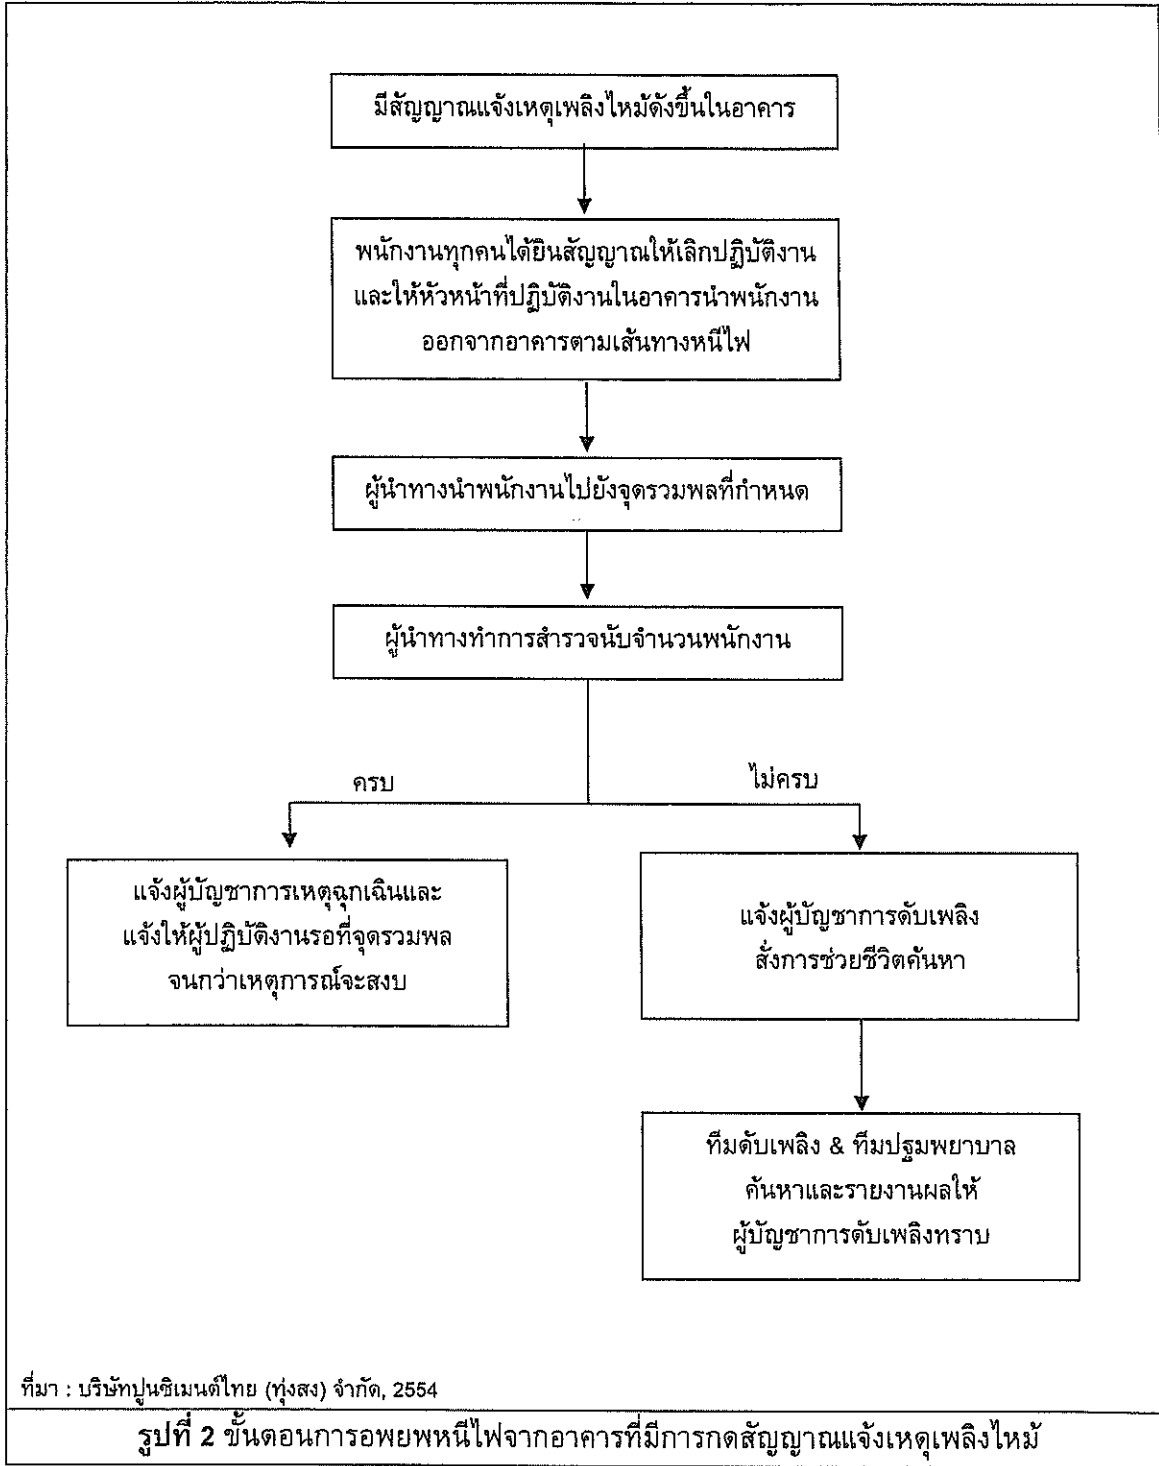 มีสัญญาณแจ้งเหตุเพลิงไหม้ดังขึ้นในอาคาร
พนักงานทุกคนได้ยินสัญญาณให้เลิกปฏิบัติงาน
และให้หัวหน้าที่ปฏิบัติงานในอาคารนำพนักงาน
ออกจากอาคารตามเส้นทางหนีไฟ
ผู้นำทางนำพนักงานไปยังจุดรวมพลที่กำหนด
ผู้นำทางทำการสำรวจนับจำนวนพนักงาน
ครบ
ไม่ครบ
แจ้งผู้บัญชาการเหตุฉุกเฉินและ
แจ้งให้ผู้ปฏิบัติงานรอที่จุดรวมพล
จนกว่าเหตุการณ์จะสงบ
แจ้งผู้บัญชาการดับเพลิง
สั่งการช่วยชีวิตค้นหา
ทีมดับเพลิง & ทีมปฐมพยาบาล
ค้นหาและรายงานผลให้
ผู้บัญชาการดับเพลิงทราบ
ที่มา : บริษัทปูนซิเมนต์ไทย (ทุ่งสง) จำกัด, 2554
รูปที่ 2 ขั้นตอนการอพยพหนีไฟจากอาคารที่มีการกดสัญญาณแจ้งเหตุเพลิงไหม้